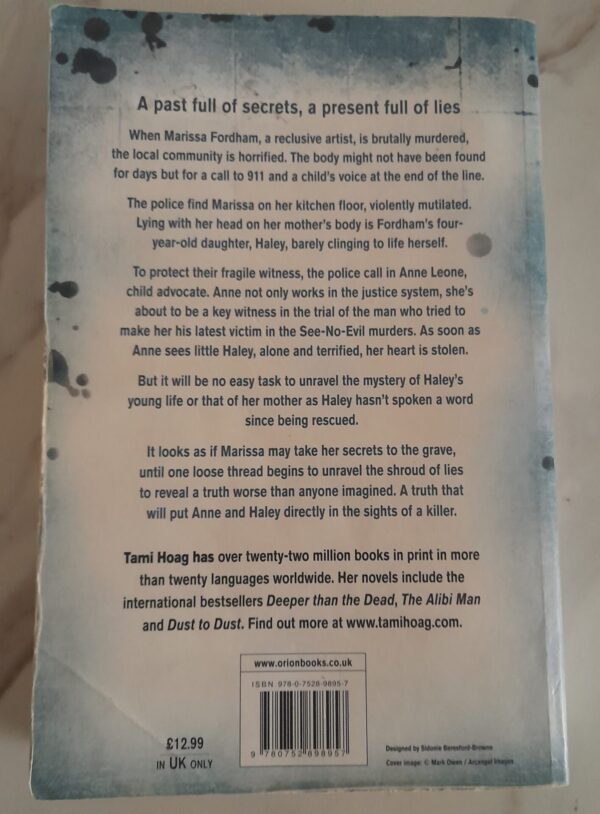 A past full of secrets, a present full of lies
When Marissa Fordham, a reclusive artist, is brutally murdered,
the local community is horrified. The body might not have been found
for days but for a call to 911 and a child's voice at the end of the line.
The police find Marissa on her kitchen floor, violently mutilated.
Lying with her head on her mother's body is Fordham's four-
year-old daughter, Haley, barely clinging to life herself.
To protect their fragile witness, the police call in Anne Leone,
child advocate. Anne not only works in the justice system, she's
about to be a key witness in the trial of the man who tried to
make her his latest victim in the See-No-Evil murders. As soon as
Anne sees little Haley, alone and terrified, her heart is stolen.
But it will be no easy task to unravel the mystery of Haley's
young life or that of her mother as Haley hasn't spoken a word
since being rescued.
It looks as if Marissa may take her secrets to the grave,
until one loose thread begins to unravel the shroud of lies
to reveal a truth worse than anyone imagined. A truth that
will put Anne and Haley directly in the sights of a killer.
Tami Hoag has over twenty-two million books in print in more
than twenty languages worldwide. Her novels include the
international bestsellers Deeper than the Dead, The Alibi Man
and Dust to Dust. Find out more at www.tamihoag.com.
www.orionbooks.co.uk
ISBN 978-0-7528-9895-7
9 780752 898957
£12.99
IN UK ONLY
Designed by Sidonie Beresford-Browne
Cover image: © Mark Owen / Arcangel Images